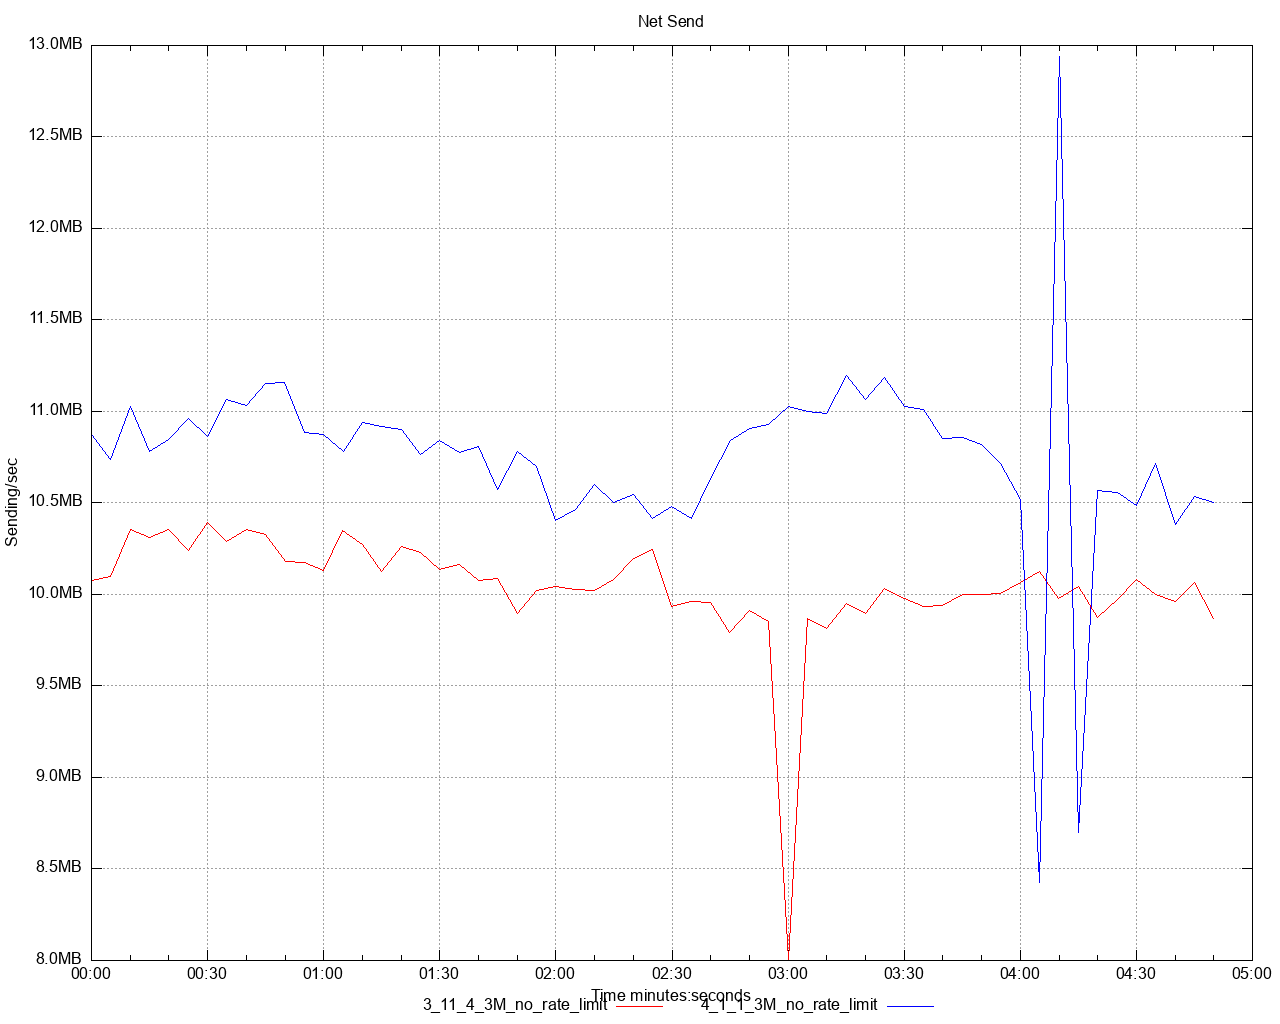 Net Send
13.0MB
12.5MB
12.0MB
11.5MB
11.0MB
10.5MB
10.0MB
9.5MB
9.0MB
8.5MB
8.0MB
Sending/sec
00:00 00:30 01:00 01:30 02:00 02:30 03:00 03:30 04:00 04:30 05:00
Time minutes:seconds
3_11_4_3M_no_rate_limit 4_1_1_3M_no_rate_limit